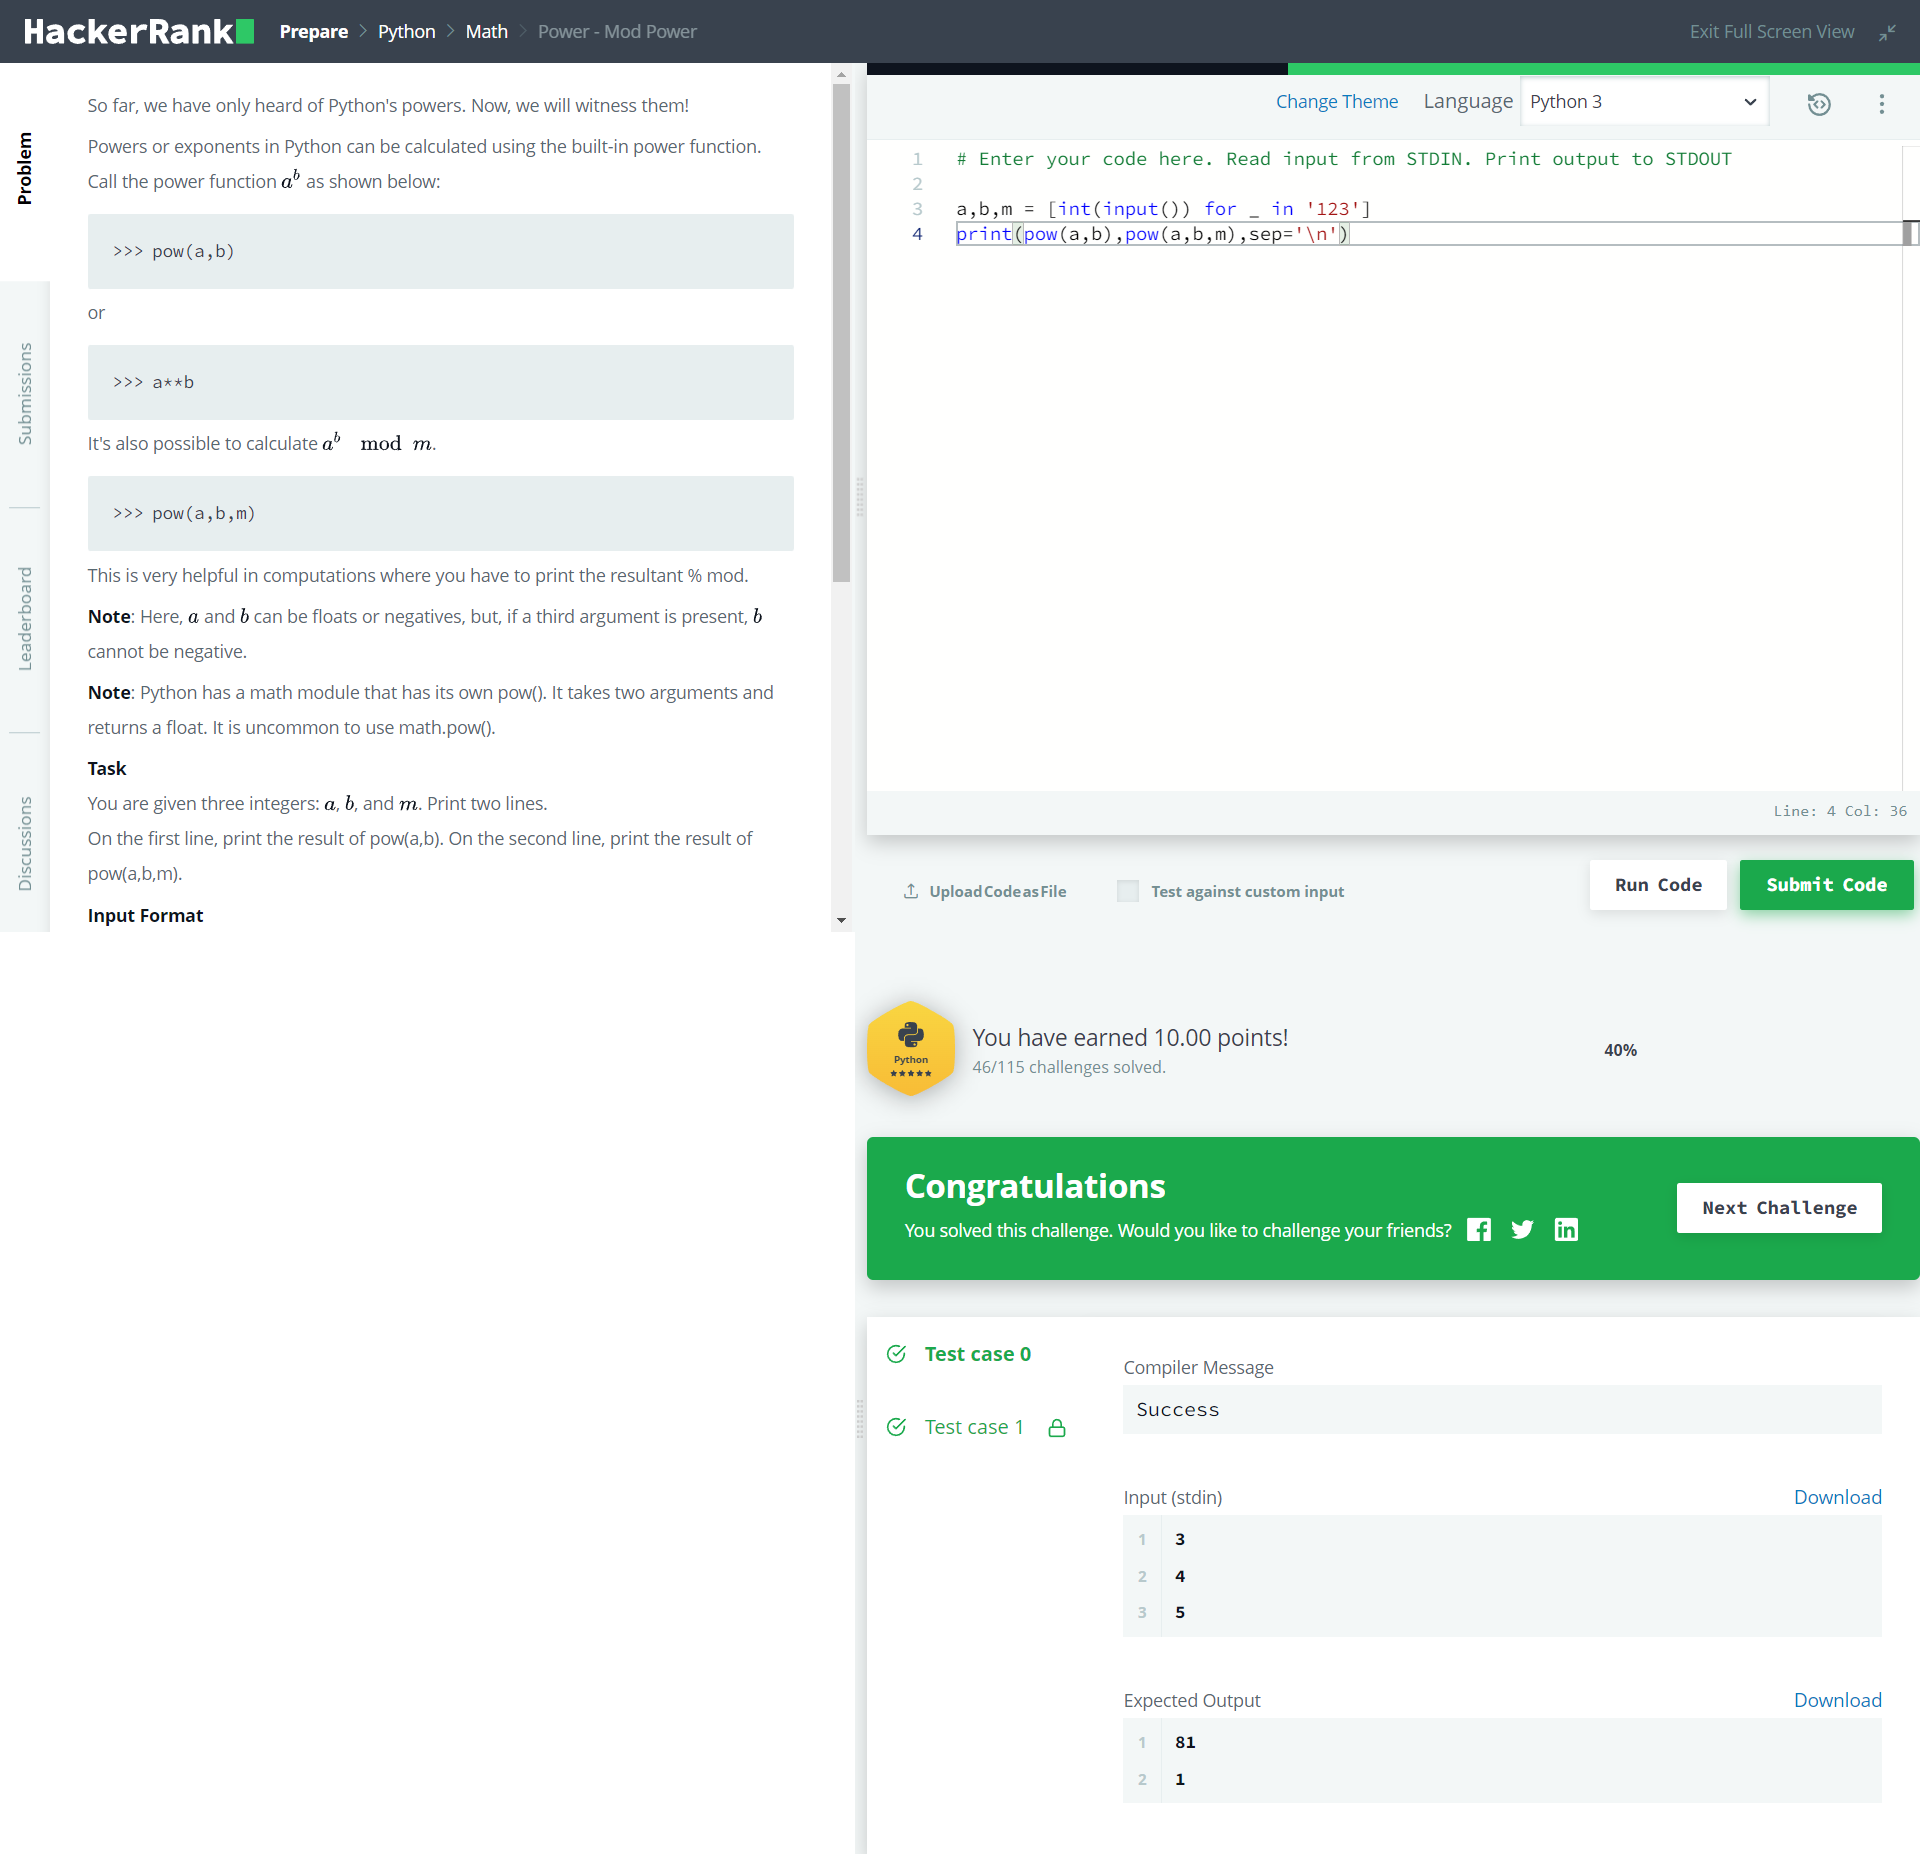 HackerRank Prepare > Python > Math > Power - Mod Power
Exit Full Screen View
Problem
Submissions
Leaderboard
Discussions
So far, we have only heard of Python's powers. Now, we will witness them!
Powers or exponents in Python can be calculated using the built-in power function.
Call the power function a^b as shown below:
>>> pow(a,b)
or
>>> a**b
It's also possible to calculate a^b mod m.
>>> pow(a,b,m)
This is very helpful in computations where you have to print the resultant % mod.
Note: Here, a and b can be floats or negatives, but, if a third argument is present, b
cannot be negative.
Note: Python has a math module that has its own pow(). It takes two arguments and
returns a float. It is uncommon to use math.pow().
Task
You are given three integers: a, b, and m. Print two lines.
On the first line, print the result of pow(a,b). On the second line, print the result of
pow(a,b,m).
Input Format
Change Theme Language Python 3
1 # Enter your code here. Read input from STDIN. Print output to STDOUT
2
3 a,b,m = [int(input()) for _ in '123']
4 print(pow(a,b),pow(a,b,m),sep='\n')
Line: 4 Col: 36
Upload Code as File
Test against custom input
Run Code
Submit Code
Python
★★★★★
You have earned 10.00 points!
46/115 challenges solved.
40%
Congratulations
You solved this challenge. Would you like to challenge your friends?
Next Challenge
Test case 0
Test case 1
Compiler Message
Success
Input (stdin) Download
1 3
2 4
3 5
Expected Output Download
1 81
2 1